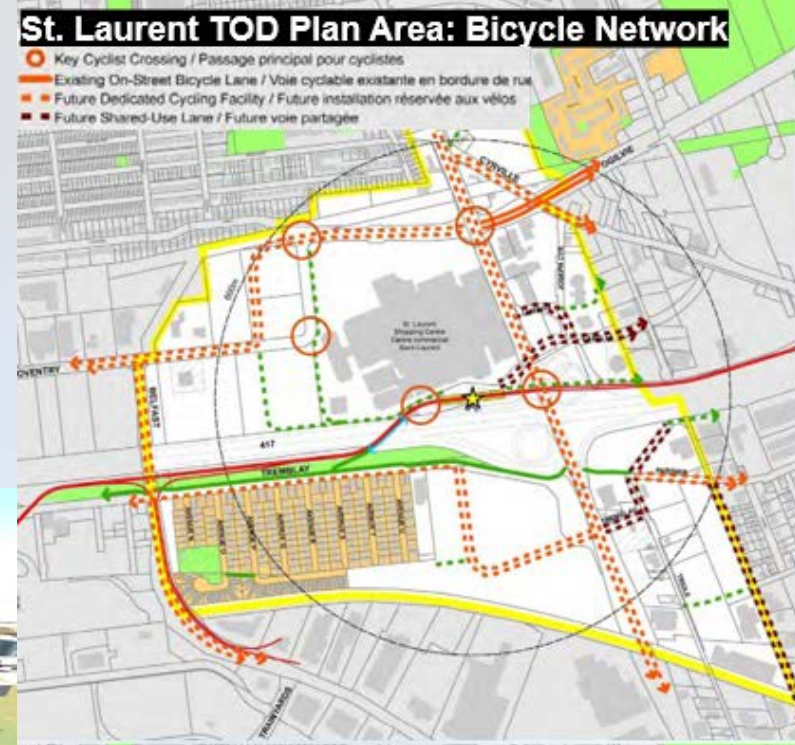 St. Laurent TOD Plan Area: Bicycle Network
Key Cyclist Crossing / Passage principal pour cyclistes
Existing On-Street Bicycle Lane / Voie cyclable existante en bordure de rue
Future Dedicated Cycling Facility / Future installation réservée aux vélos
Future Shared-Use Lane / Future voie partagée
CYRVILLE
OGILVIE
St. Laurent
Shopping Centre
Centre commercial
Saint-Laurent
OVENTRY
BELFAST
417
TREMBLAY
TRAINYARDS